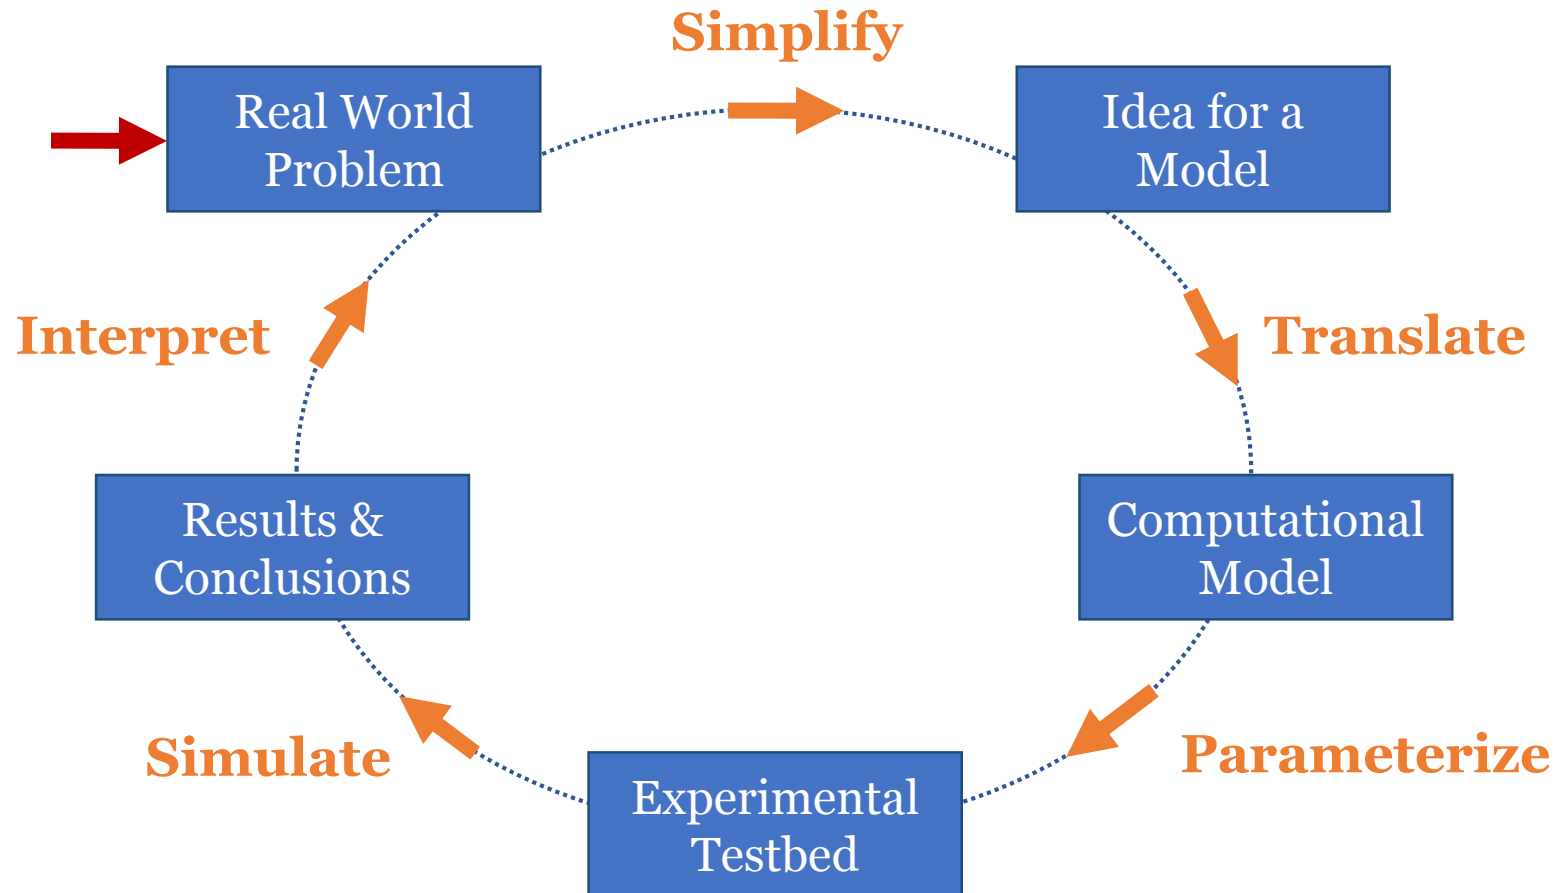 Simplify
Real World
Problem
Idea for a
Model
Interpret
Translate
Results &
Conclusions
Computational
Model
Simulate
Parameterize
Experimental
Testbed